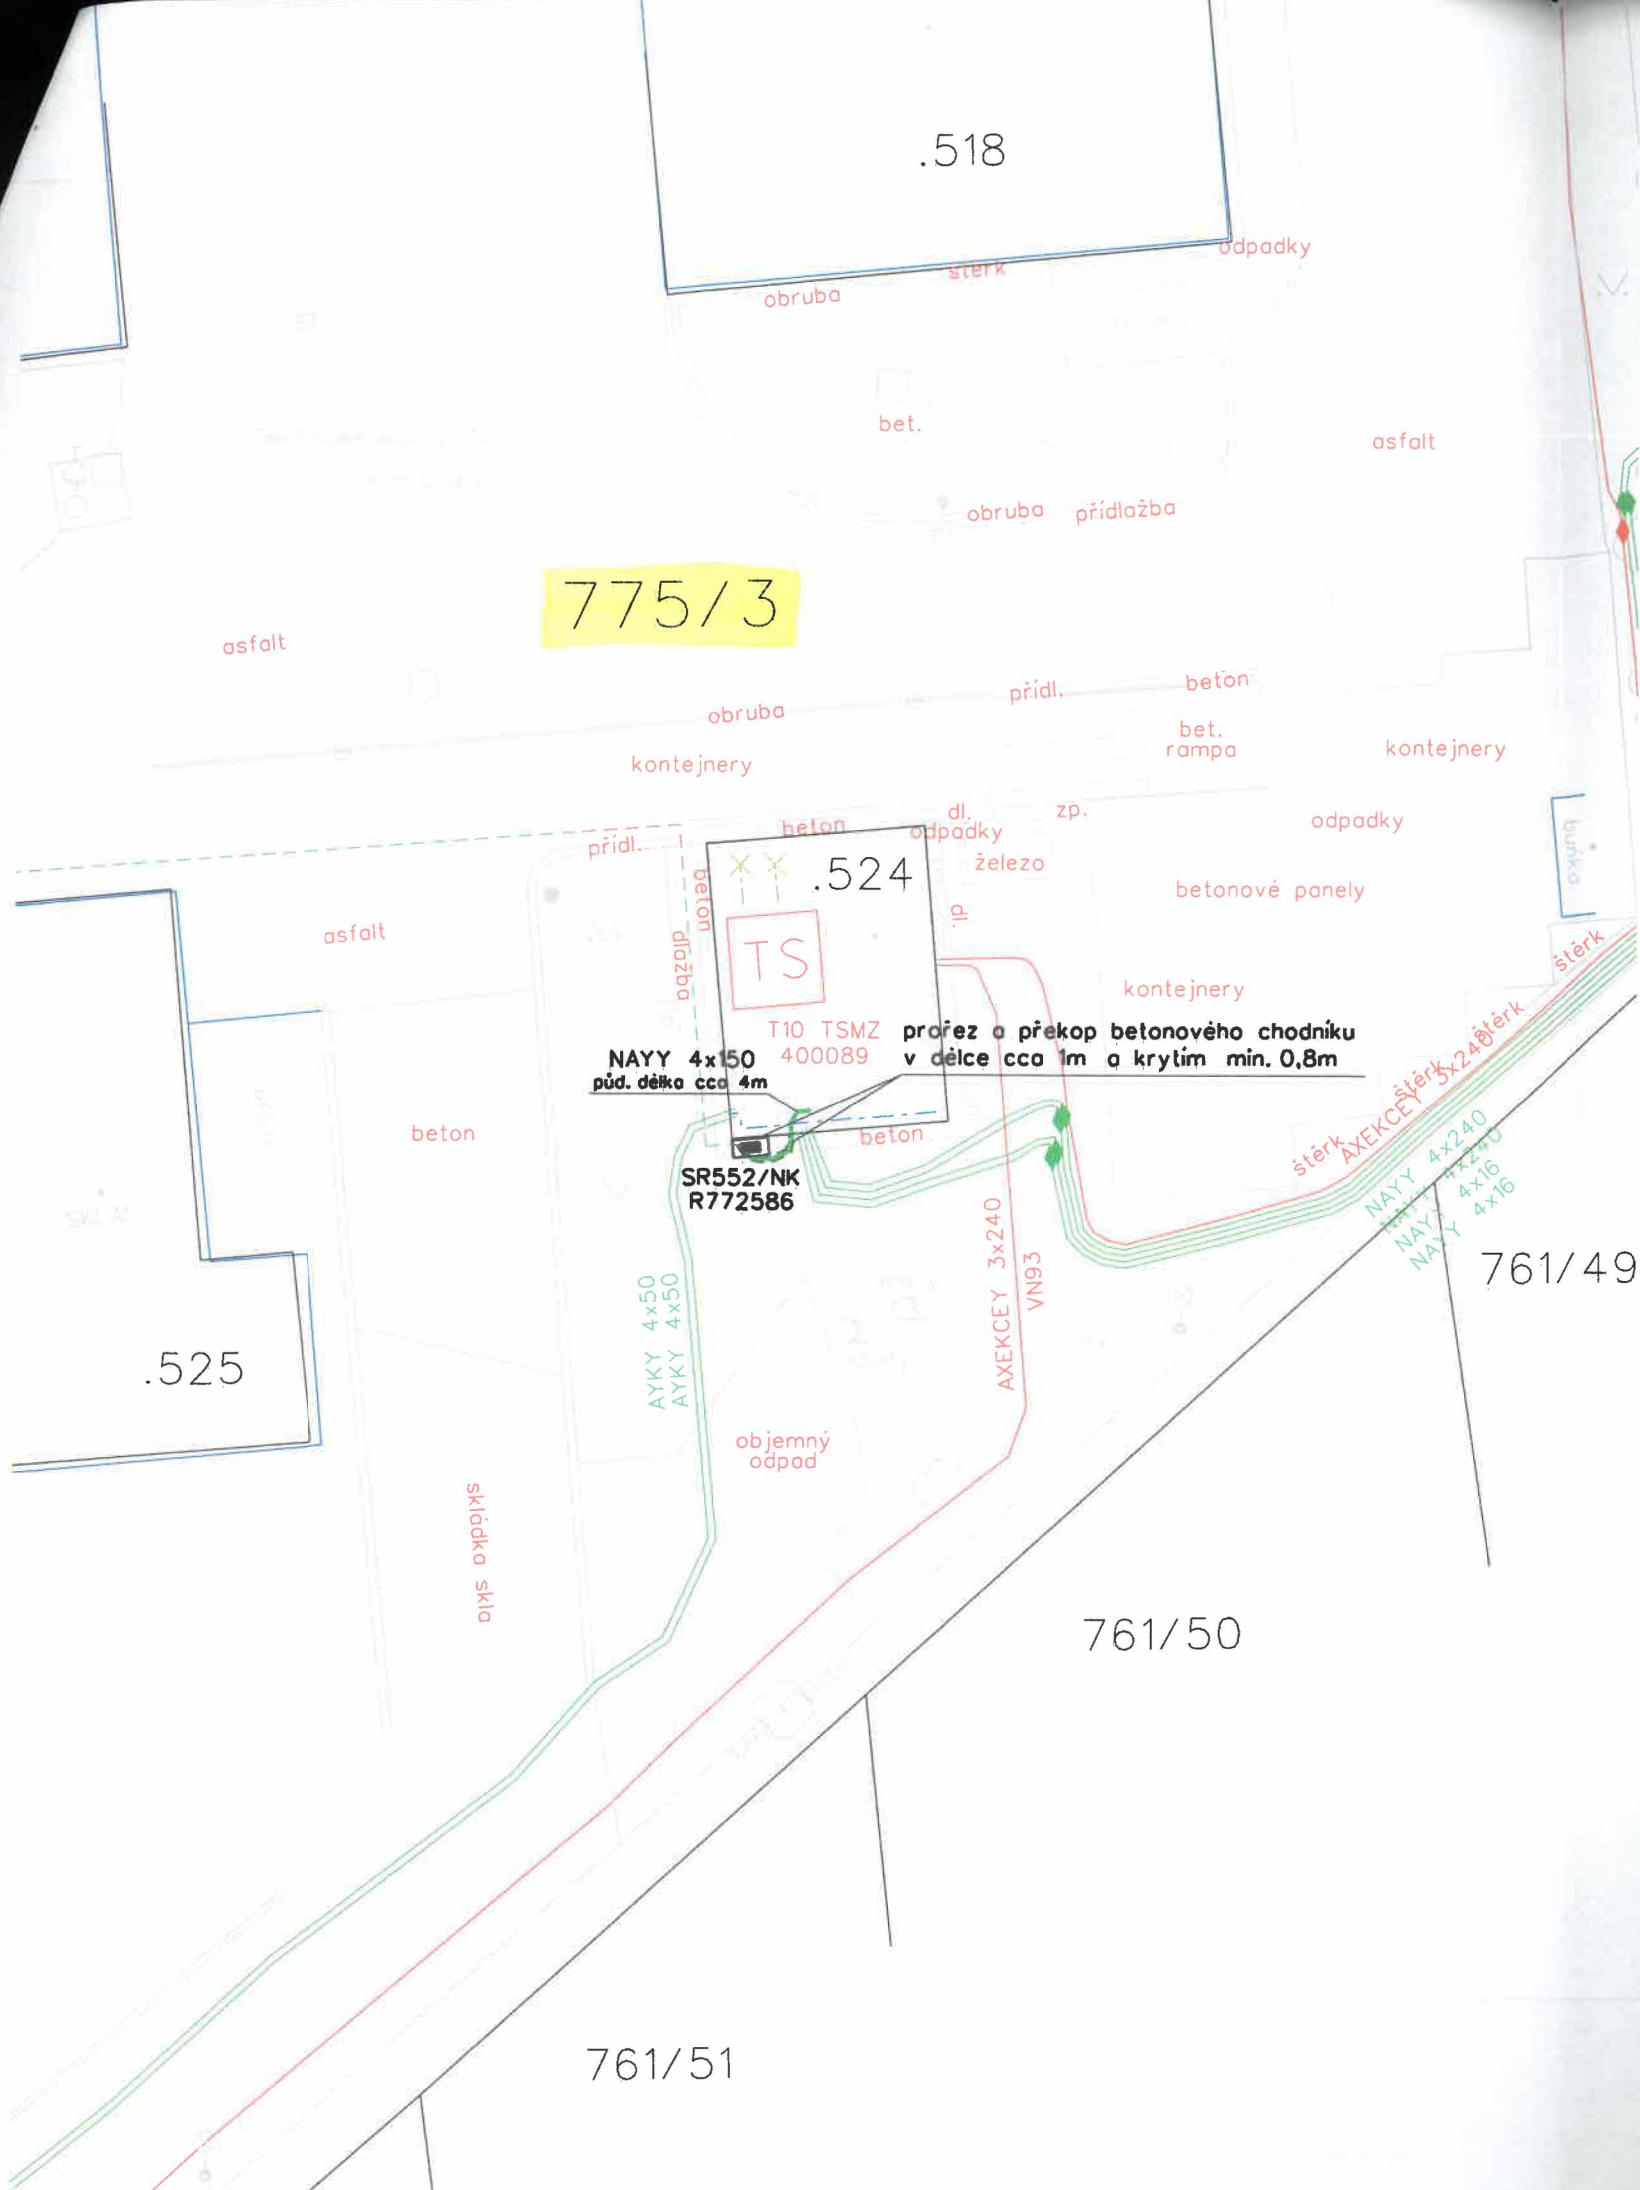 .518
odpadky
štěrk
obruba
bet.
asfalt
obruba přídlažba
775/3
asfalt
přídl.
beton
obruba
bet.
rampa
kontejnery
kontejnery
dl.
zp.
beton
odpadky
odpadky
přídl.
železo
.524
buňka
betonové panely
beton
dl.
asfalt
dlažba
TS
štěrk
kontejnery
T10 TSMZ
400089
prořez a překop betonového chodníku
v délce cca 1m a krytím min. 0,8m
NAYY 4x150
půd. délka cca 4m
štěrk
štěrk
AXEKCEY 3x240
štěrk
beton
beton
NAYY 4x240
NAYY 4x240
NAYY 4x16
NAYY 4x16
SR552/NK
R772586
SKLAD
761/49
AXEKCEY 3x240
VN93
AYKY 4x50
AYKY 4x50
.525
objemný
odpad
skládka skla
761/50
761/51